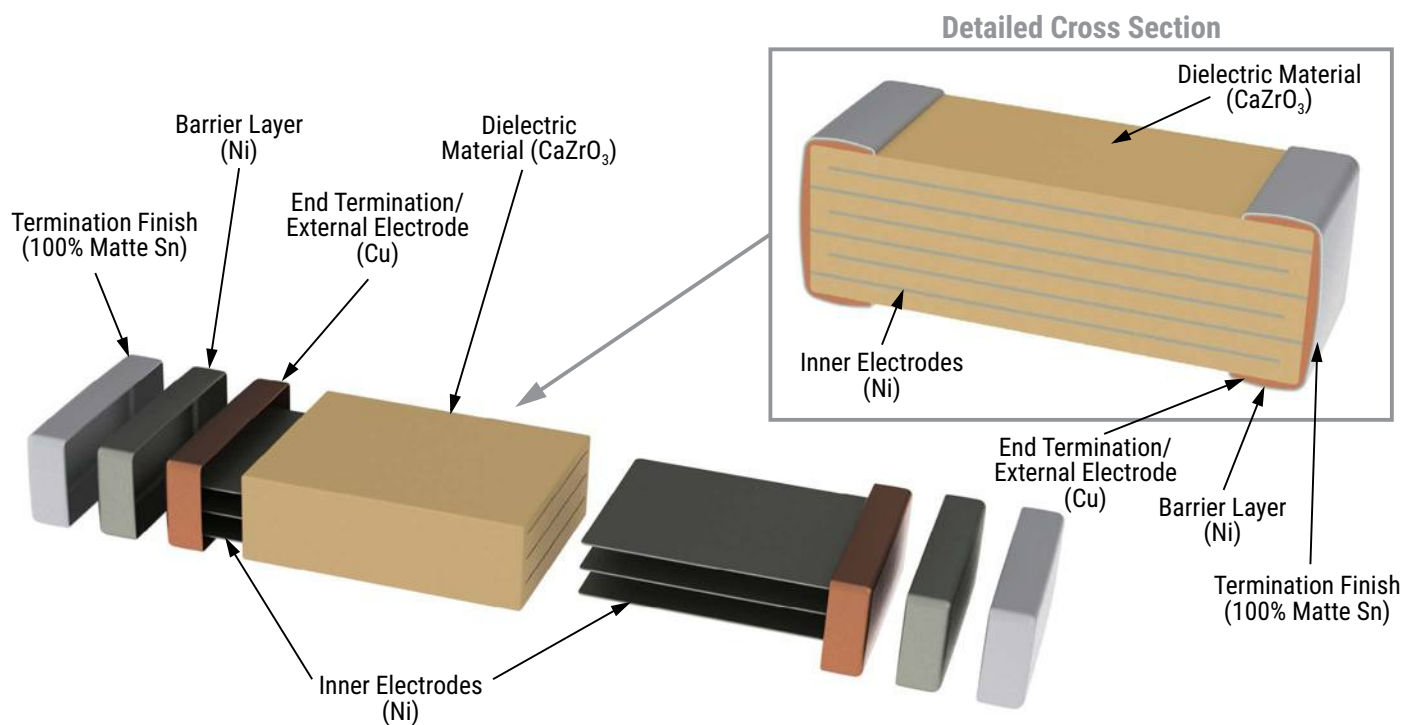 Detailed Cross Section
Dielectric Material
(CaZrO₃)
Barrier Layer
(Ni)
Dielectric
Material (CaZrO₃)
End Termination/
External Electrode
(Cu)
Termination Finish
(100% Matte Sn)
Inner Electrodes
(Ni)
End Termination/
External Electrode
(Cu)
Barrier Layer
(Ni)
Termination Finish
(100% Matte Sn)
Inner Electrodes
(Ni)